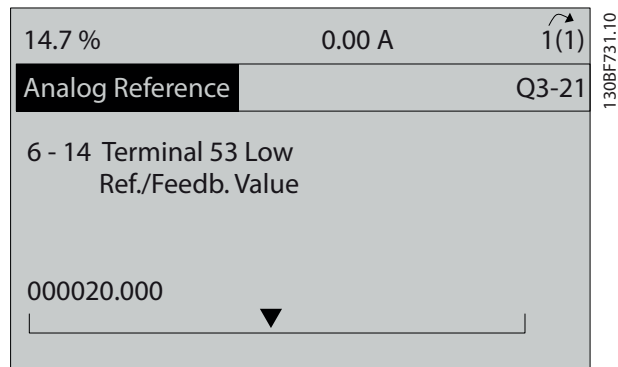 14.7 % 0.00 A 1(1)
Analog Reference Q3-21
6 - 14 Terminal 53 Low
Ref./Feedb. Value
000020.000
130BF731.10